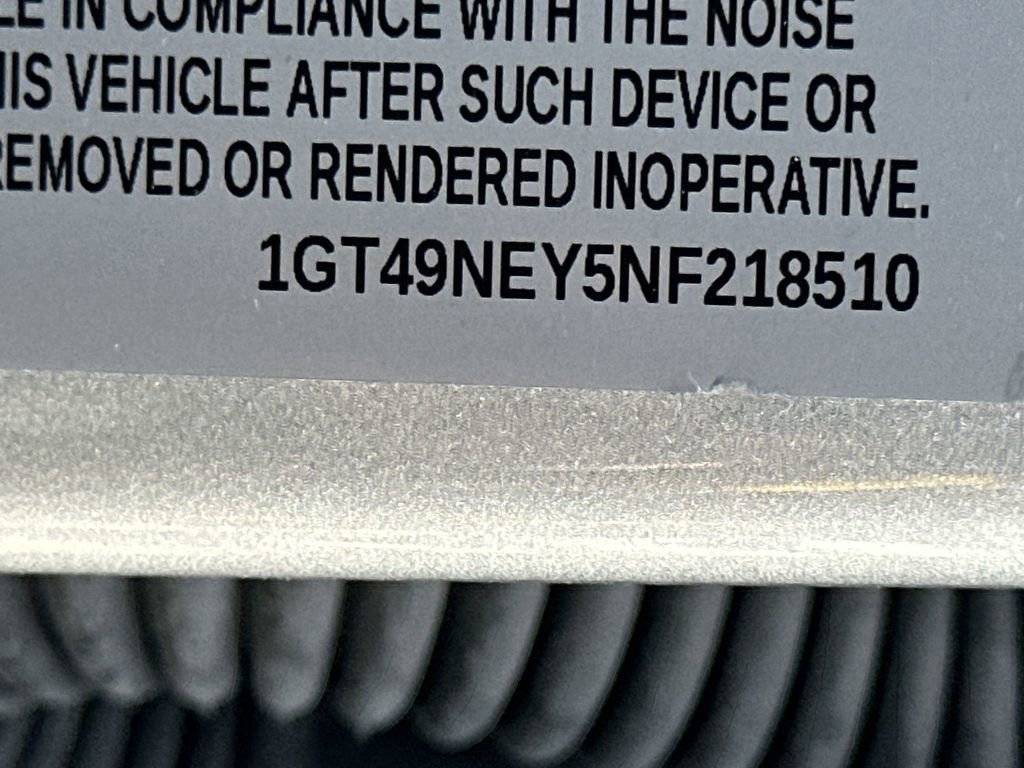 LE IN COMPLIANCE WITH THE NOISE
HIS VEHICLE AFTER SUCH DEVICE OR
REMOVED OR RENDERED INOPERATIVE.
1GT49NEY5NF218510